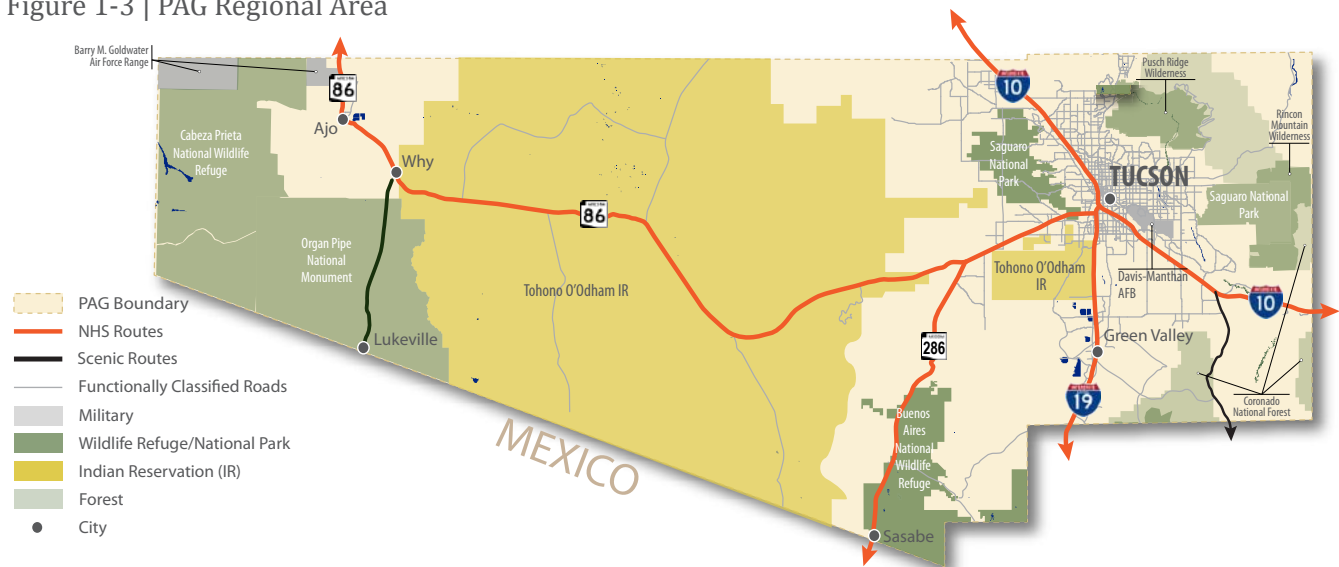 Figure 1-3 | PAG Regional Area
Barry M. Goldwater
Air Force Range
86
Ajo
Cabeza Prieta
National Wildlife
Refuge
Why
Organ Pipe
National
Monument
Lukeville
86
Tohono O'Odham IR
MEXICO
10
Pusch Ridge
Wilderness
Rincon
Mountain
Wilderness
Saguaro
National
Park
TUCSON
Saguaro National
Park
Tohono O'Odham
IR
Davis-Manthan
AFB
10
286
Green Valley
19
Coronado
National Forest
Buenos
Aires
National
Wildlife
Refuge
Sasabe
PAG Boundary
NHS Routes
Scenic Routes
Functionally Classified Roads
Military
Wildlife Refuge/National Park
Indian Reservation (IR)
Forest
City